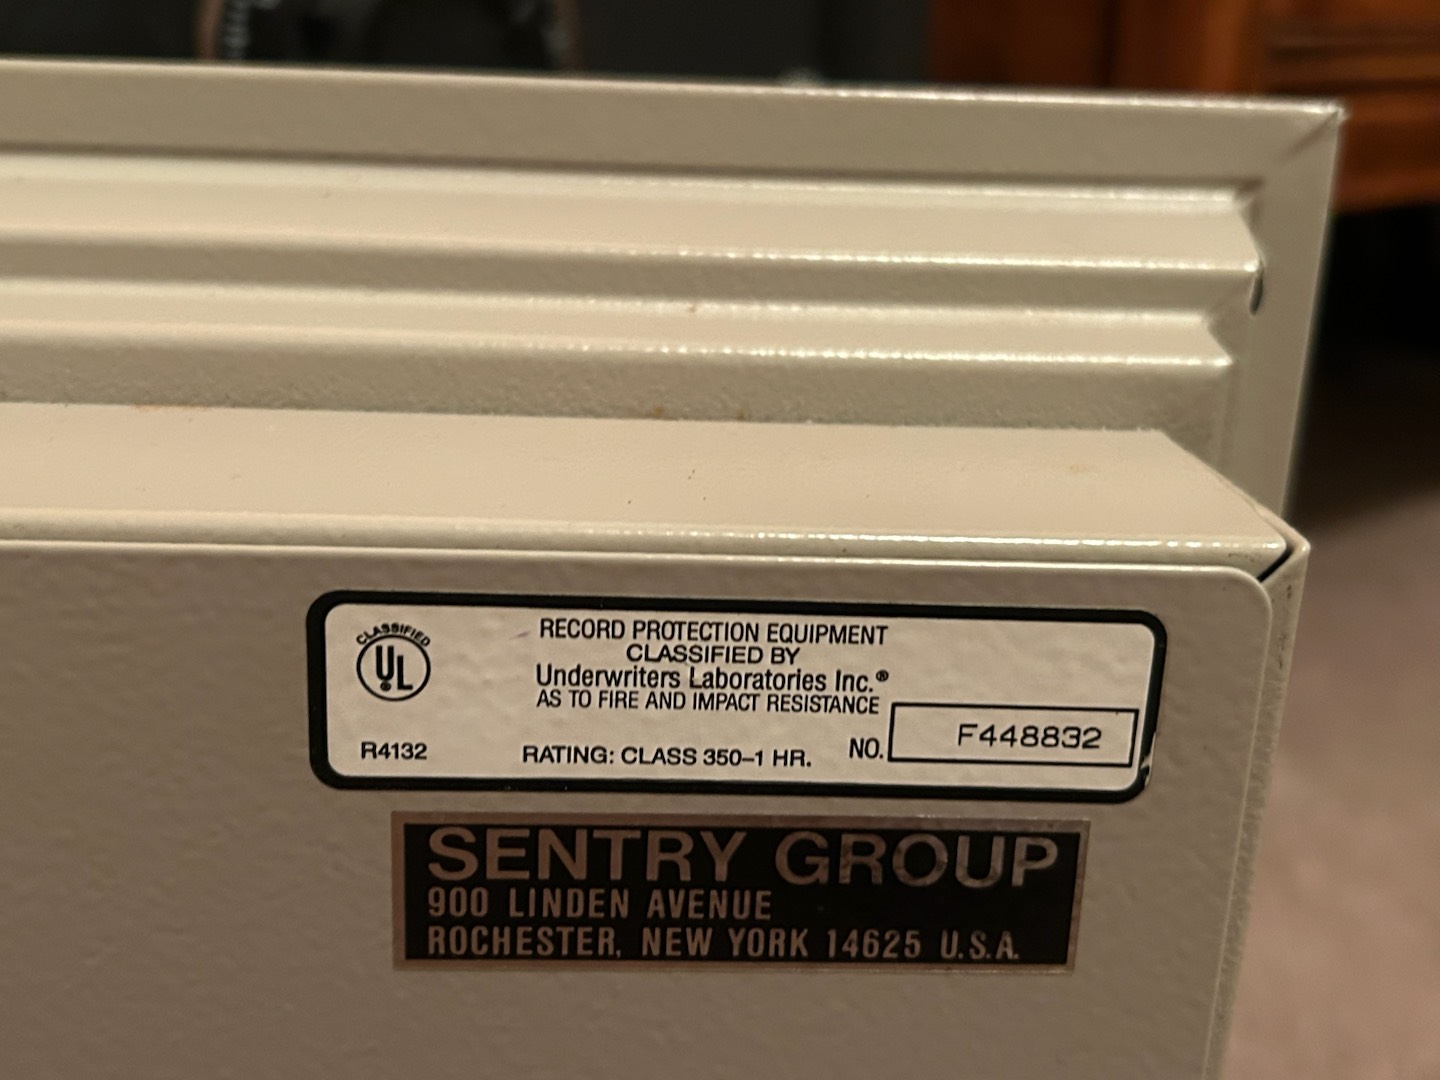 CLASSIFIED
UL
R4132
RECORD PROTECTION EQUIPMENT
CLASSIFIED BY
Underwriters Laboratories Inc.®
AS TO FIRE AND IMPACT RESISTANCE
RATING: CLASS 350–1 HR.
NO. F448832
SENTRY GROUP
900 LINDEN AVENUE
ROCHESTER, NEW YORK 14625 U.S.A.